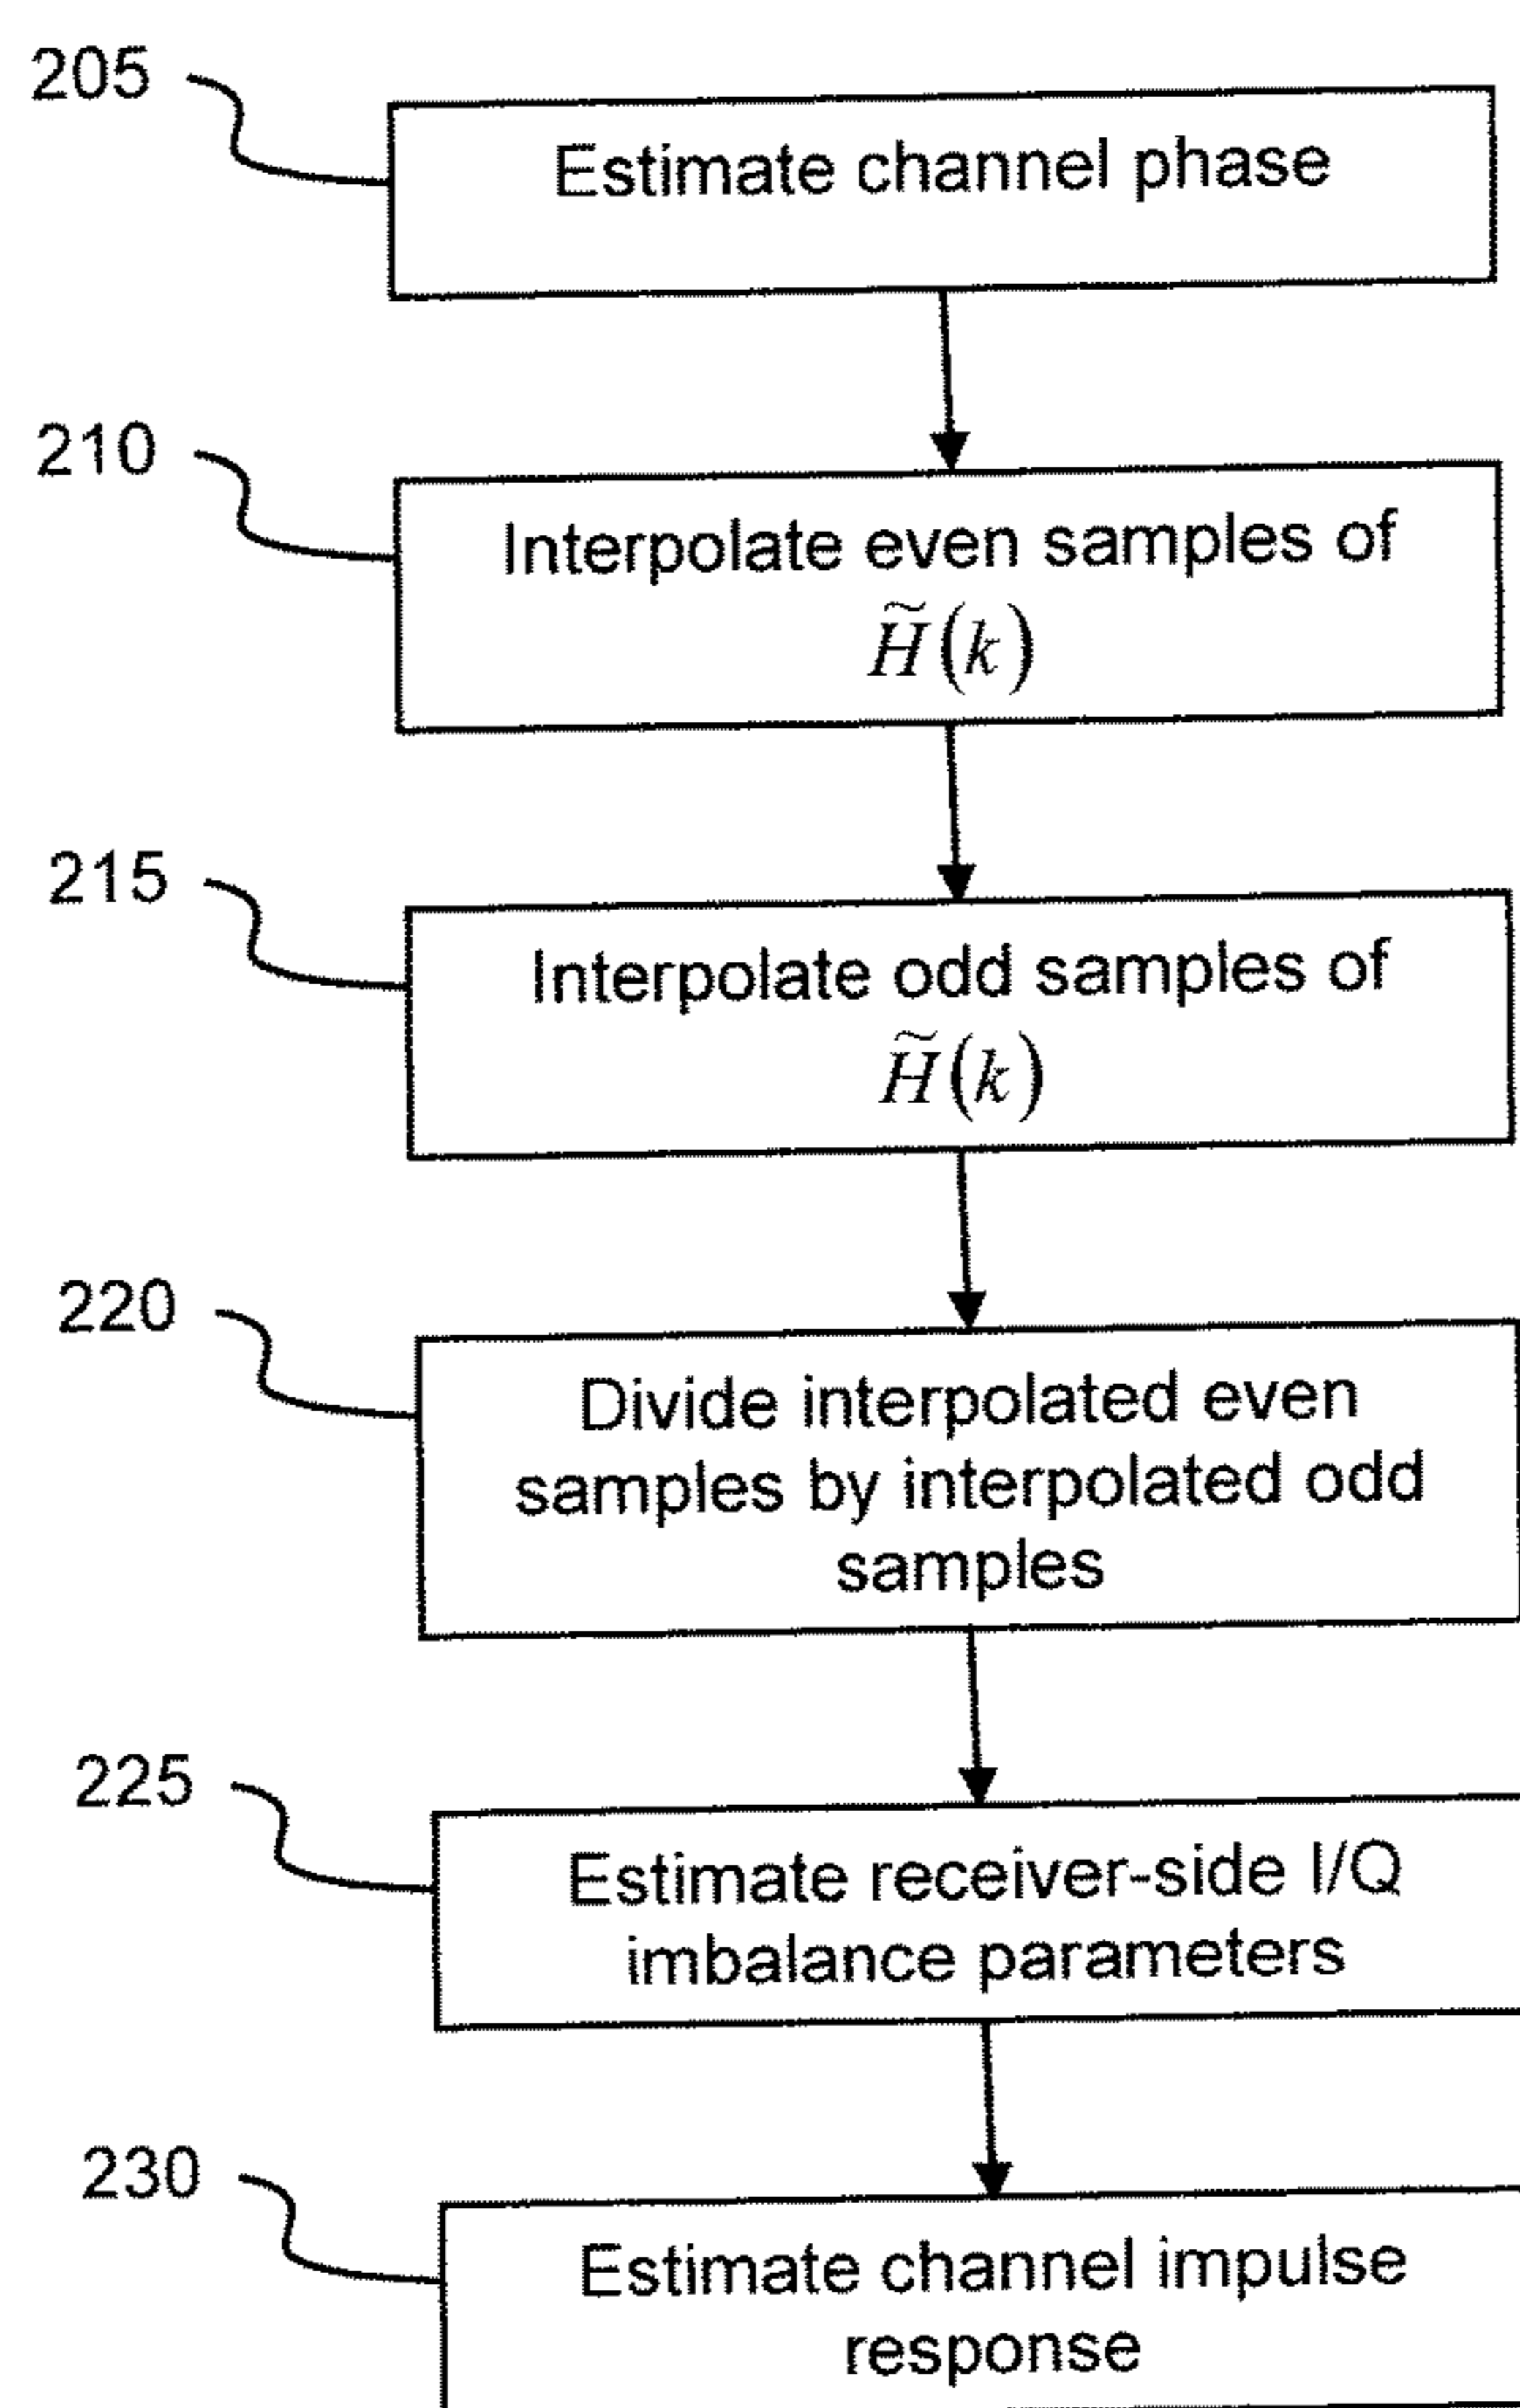 205
Estimate channel phase
210
Interpolate even samples of
H̃(k)
215
Interpolate odd samples of
H̃(k)
220
Divide interpolated even
samples by interpolated odd
samples
225
Estimate receiver-side I/Q
imbalance parameters
230
Estimate channel impulse
response